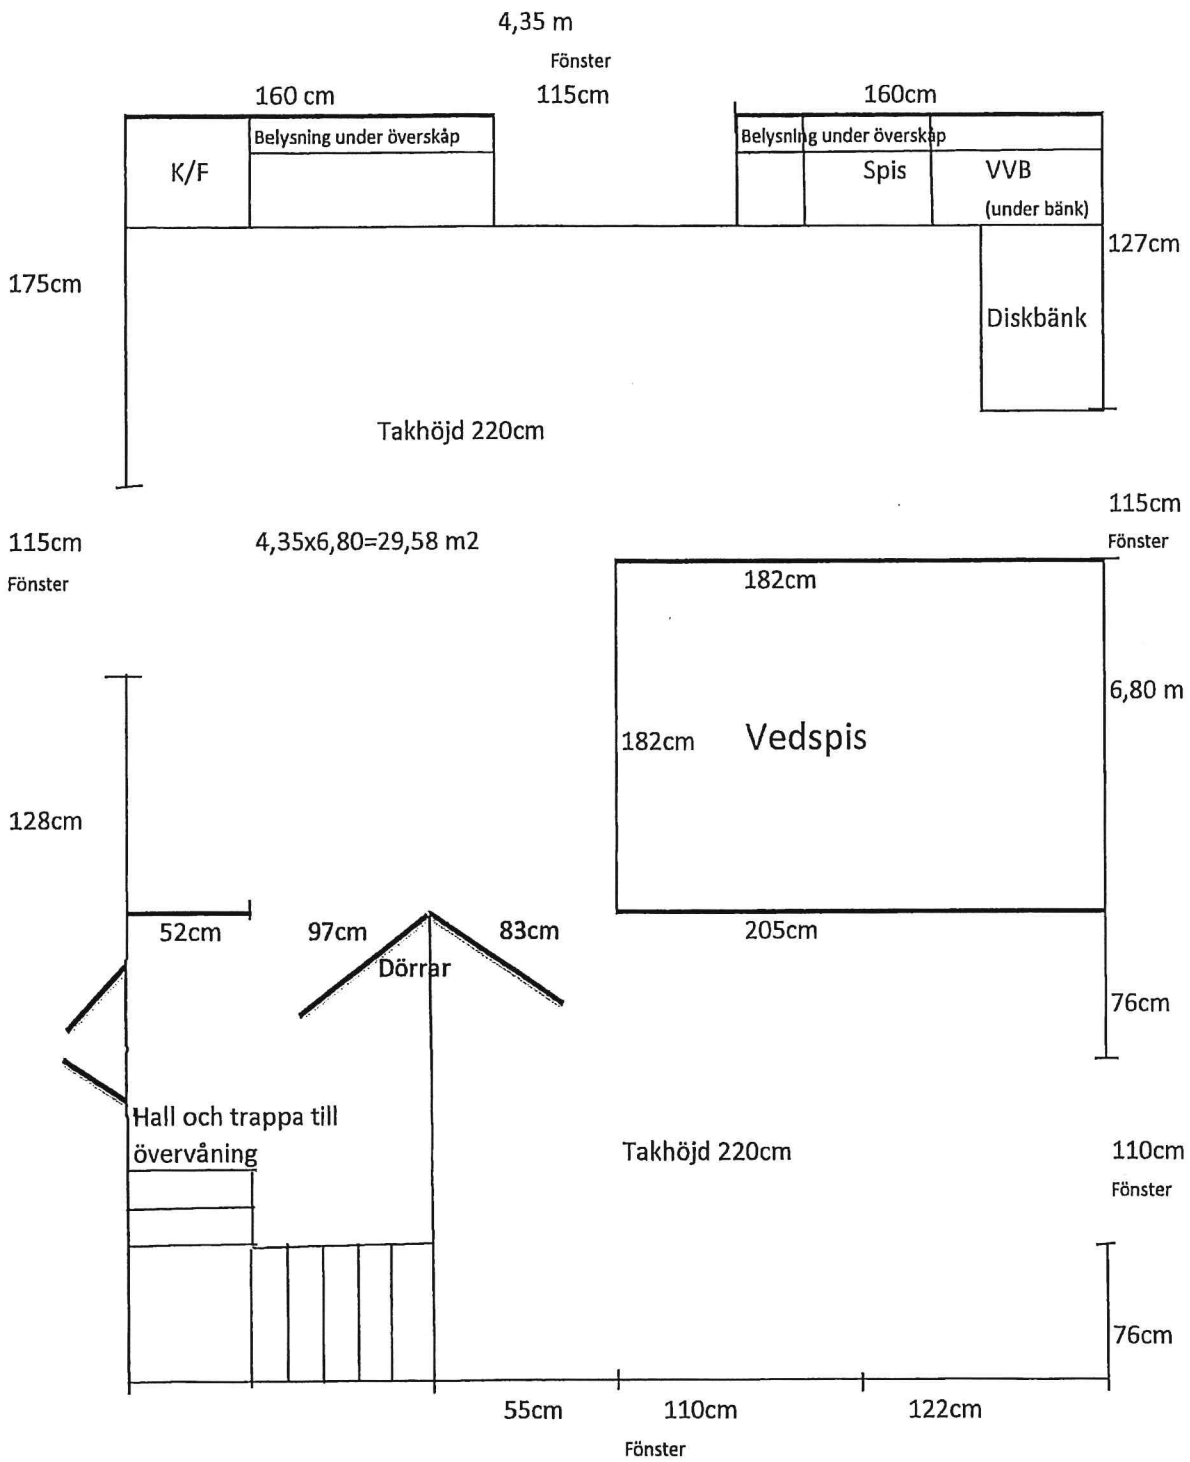 4,35 m
Fönster
160 cm
115cm
160cm
Belysning under överskåp
Belysning under överskåp
K/F
Spis
VVB
(under bänk)
127cm
175cm
Diskbänk
Takhöjd 220cm
115cm
Fönster
115cm
Fönster
4,35x6,80=29,58 m2
182cm
6,80 m
182cm
Vedspis
128cm
52cm
97cm
83cm
205cm
Dörrar
76cm
Hall och trappa till
övervåning
Takhöjd 220cm
110cm
Fönster
76cm
55cm
110cm
122cm
Fönster